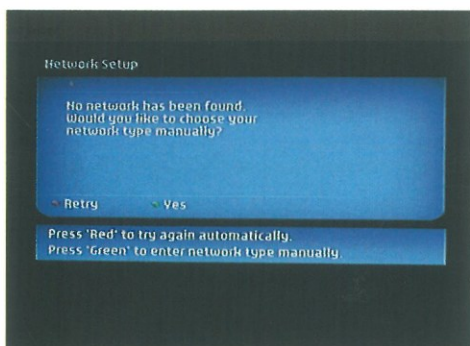 Network Setup
No network has been found.
Would you like to choose your
network type manually?
Retry
Yes
Press 'Red' to try again automatically.
Press 'Green' to enter network type manually.